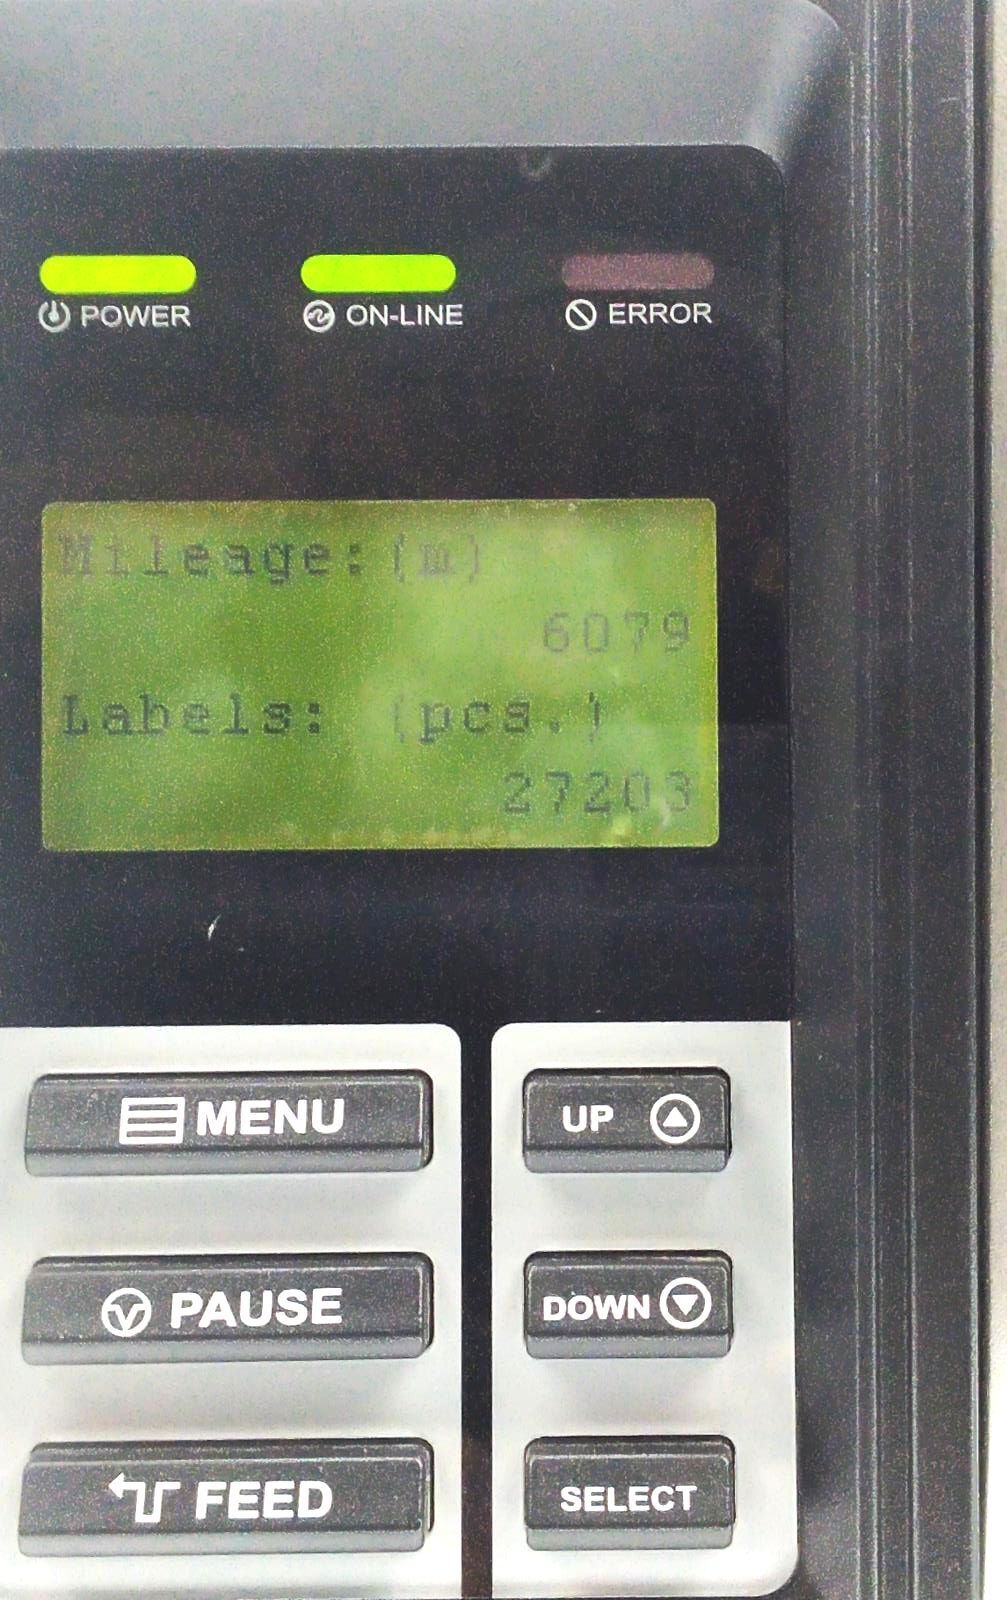 POWER ON-LINE ERROR
Mileage:(m)
6079
Labels: (pcs.)
27203
MENU UP
PAUSE DOWN
FEED SELECT